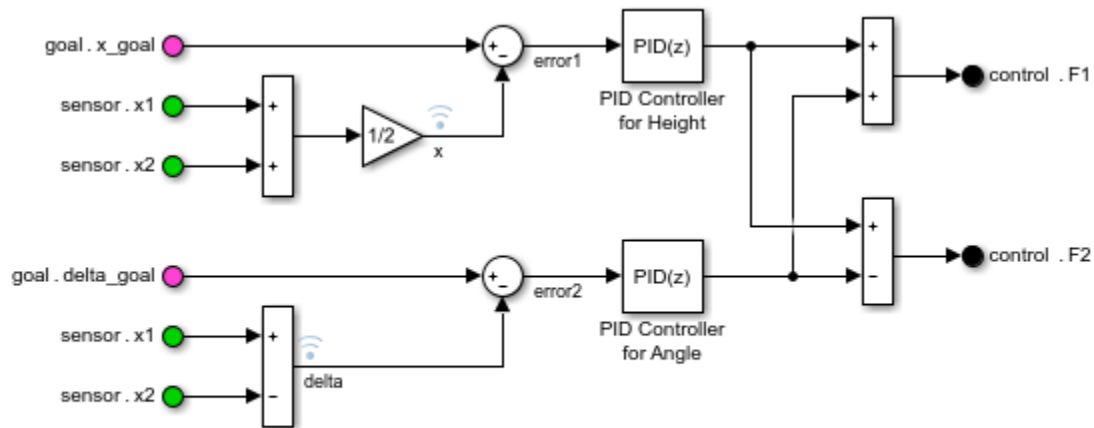 goal . x_goal
+
−
error1
PID(z)
PID Controller
for Height
+
+
control . F1
sensor . x1
sensor . x2
+
+
1/2
x
+
−
control . F2
goal . delta_goal
+
−
error2
PID(z)
PID Controller
for Angle
sensor . x1
sensor . x2
+
−
delta